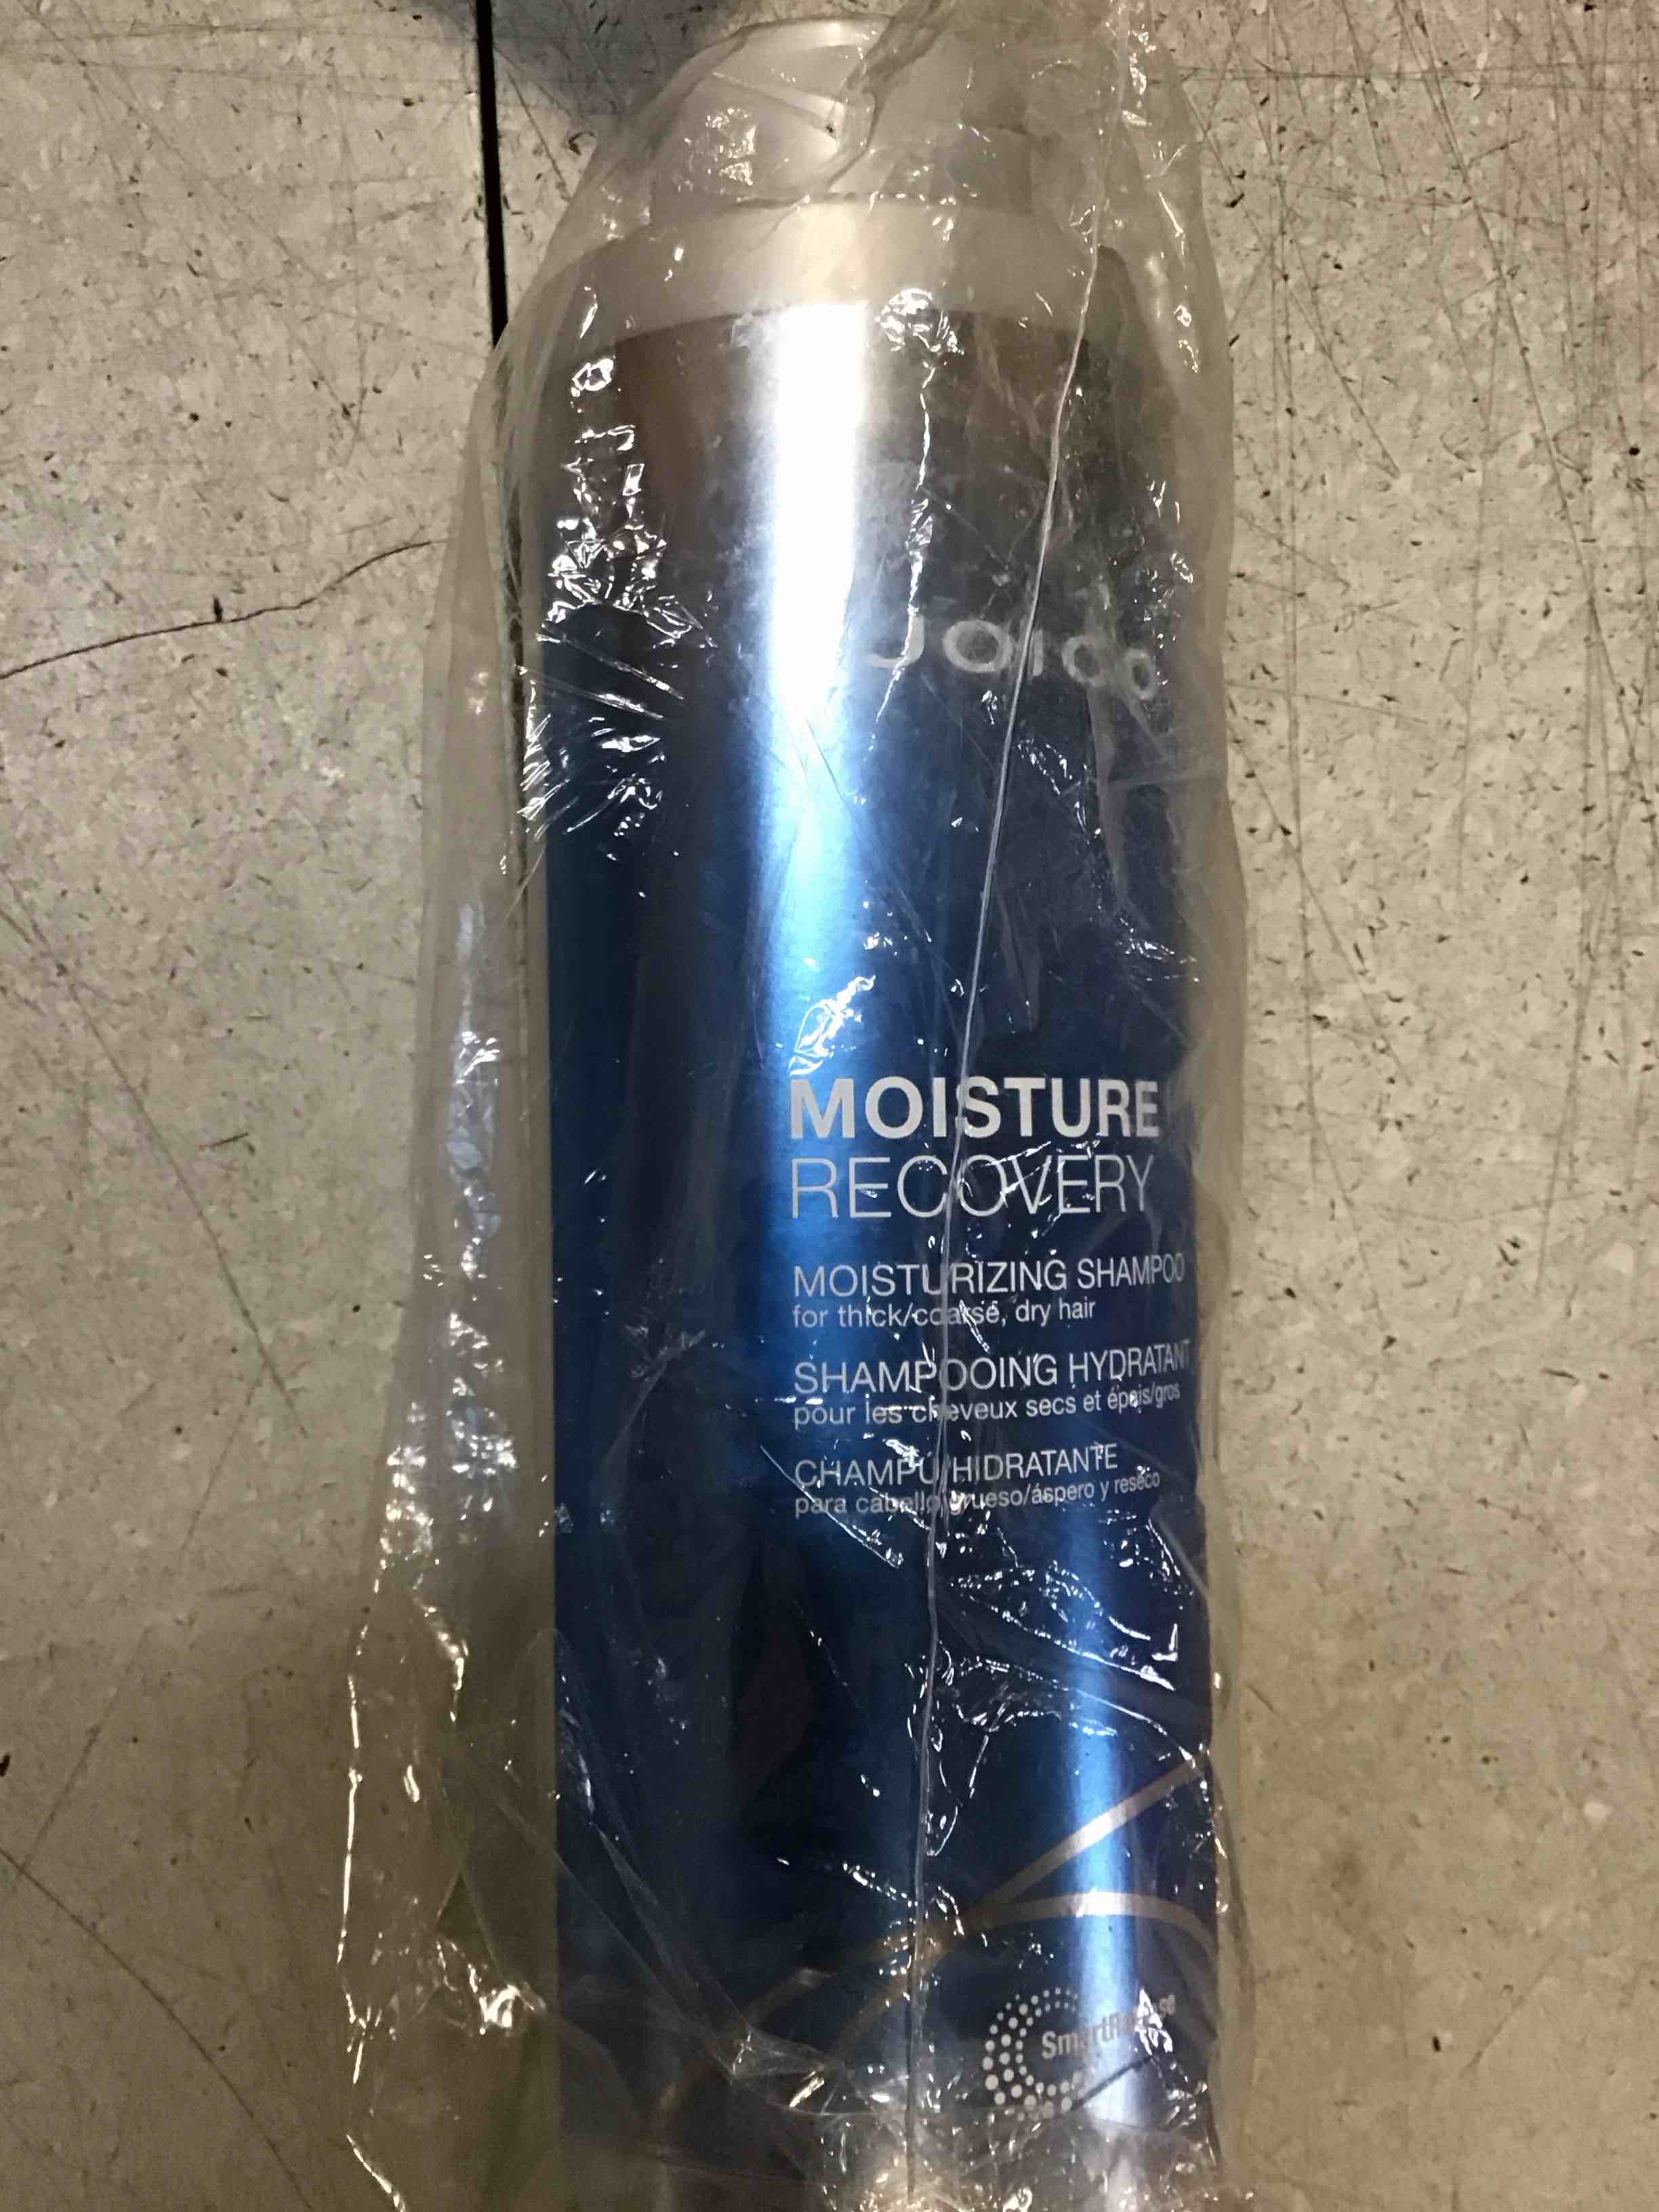 JOICO
MOISTURE
RECOVERY
MOISTURIZING SHAMPOO
for thick/coarse, dry hair
SHAMPOOING HYDRATANT
pour les cheveux secs et épais/gros
CHAMPÚ HIDRATANTE
para cabello grueso/áspero y reseco
SmartRelease